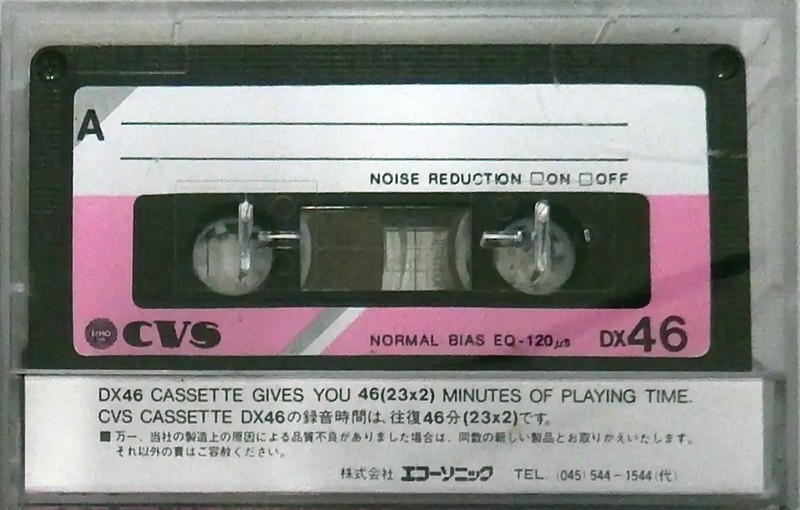 A
NOISE REDUCTION □ON □OFF
CVS
NORMAL BIAS EQ-120μs DX46
DX46 CASSETTE GIVES YOU 46(23x2) MINUTES OF PLAYING TIME.
CVS CASSETTE DX46の録音時間は、往復46分(23x2)です。
■万一、当社の製造上の原因による品質不良がありました場合は、同数の新しい製品とお取りかえいたします。
それ以外の責はご容赦ください。
株式会社 エコーソニック TEL. (045) 544-1544(代)